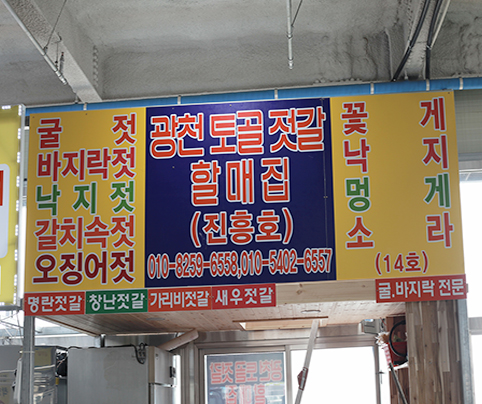 굴 젓
바지락젓
낙지젓
갈치속젓
오징어젓
광천 토굴 젓갈
할매집
(진흥호)
010-8259-6558,010-5402-6557
꽃 게
낙 지
멍 게
소 라
(14호)
명란젓갈 창난젓갈 가리비젓갈 새우젓갈
굴.바지락 전문